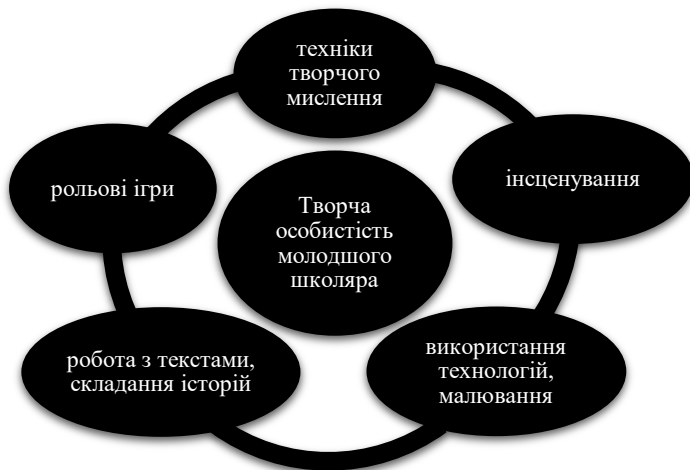 техніки
творчого
мислення
рольові ігри
інсценування
Творча
особистість
молодшого
школяра
робота з текстами,
складання історій
використання
технологій,
малювання